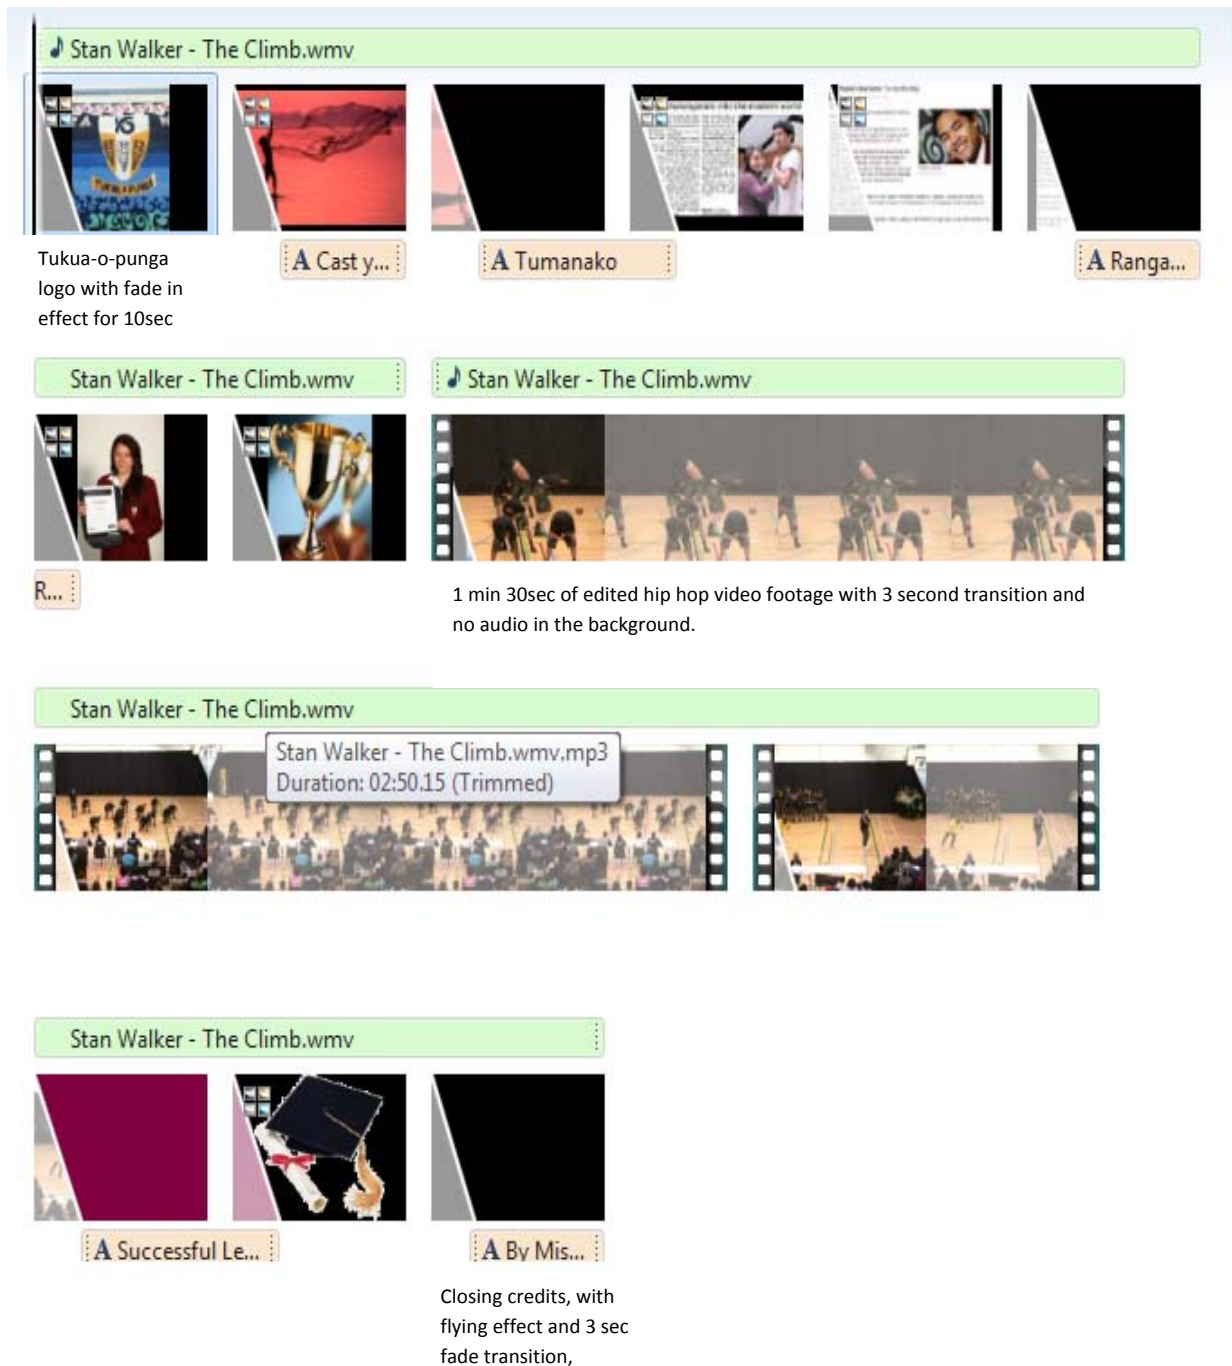 Stan Walker - The Climb.wmv
TUKUA-O-PUNGA
A Cast y...
A Tumanako
A Ranga...
Tukua-o-punga
logo with fade in
effect for 10sec
Stan Walker - The Climb.wmv
Stan Walker - The Climb.wmv
R...
1 min 30sec of edited hip hop video footage with 3 second transition and
no audio in the background.
Stan Walker - The Climb.wmv
Stan Walker - The Climb.wmv.mp3
Duration: 02:50.15 (Trimmed)
Stan Walker - The Climb.wmv
A Successful Le...
A By Mis...
Closing credits, with
flying effect and 3 sec
fade transition,